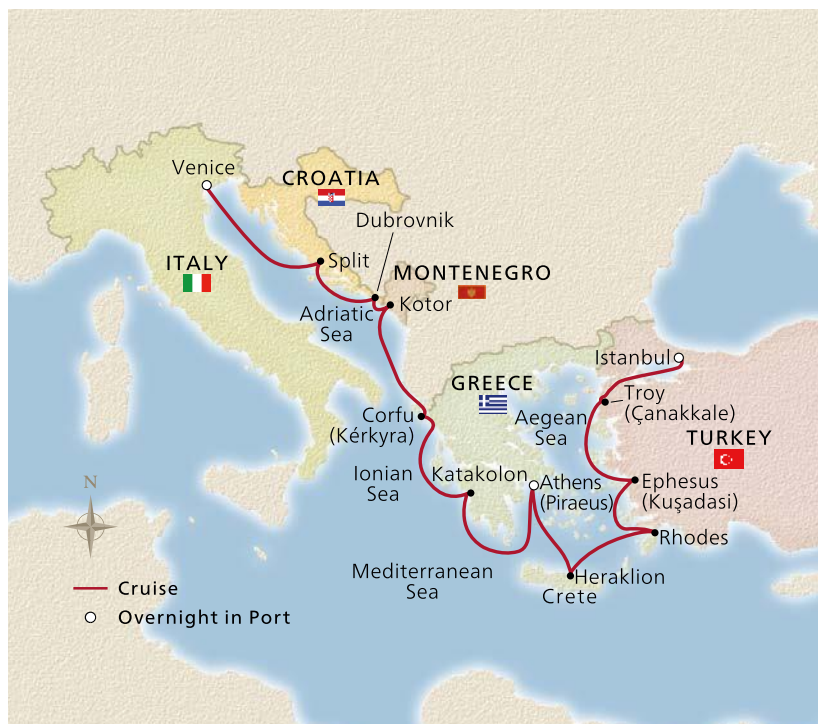 Venice
CROATIA
Dubrovnik
ITALY
Split
MONTENEGRO
Adriatic
Sea
Kotor
Istanbul
GREECE
Troy
(Çanakkale)
Corfu
(Kérkyra)
Aegean
Sea
TURKEY
Ionian
Sea
Katakolon
Athens
(Piraeus)
Ephesus
(Kuşadasi)
N
Rhodes
Mediterranean
Sea
Heraklion
Crete
Cruise
Overnight in Port